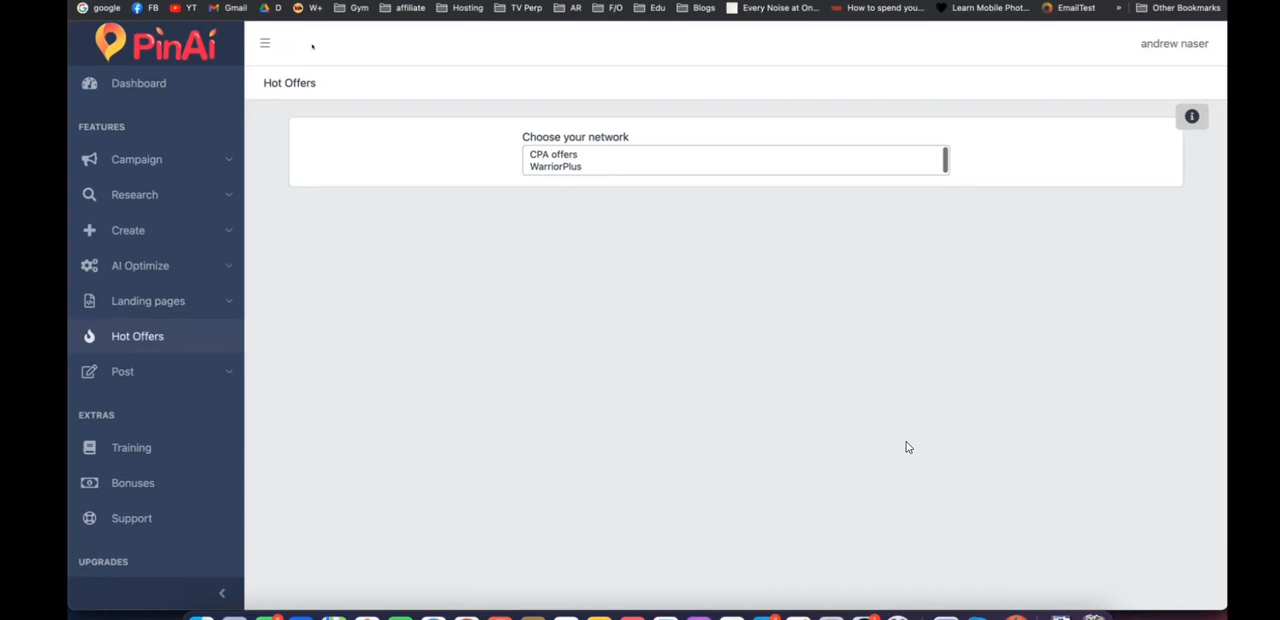 google FB YT Gmail D W+ Gym affiliate Hosting TV Perp AR F/O Edu Blogs Every Noise at On... How to spend you... Learn Mobile Phot... EmailTest » Other Bookmarks
PinAi
andrew naser
Dashboard
Hot Offers
FEATURES
Choose your network
CPA offers
WarriorPlus
Campaign
Research
Create
AI Optimize
Landing pages
Hot Offers
Post
EXTRAS
Training
Bonuses
Support
UPGRADES